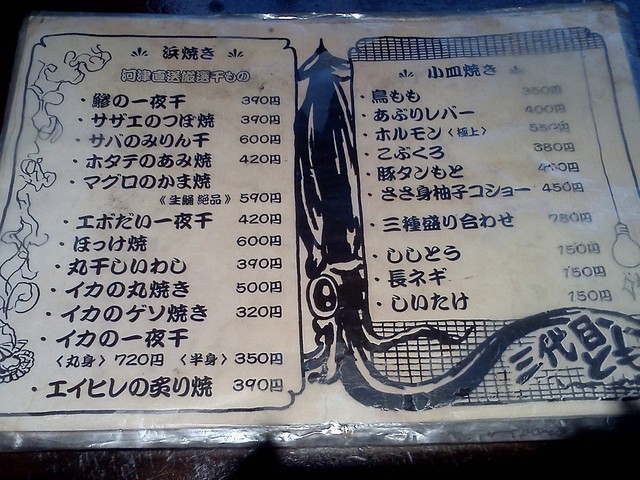 浜焼き
河津直送厳選干もの
・鯵の一夜干 390円
・サザエのつぼ焼 390円
・サバのみりん干 600円
・ホタテのあみ焼 420円
・マグロのかま焼
《生鮪 絶品》590円
・エボだい一夜干 420円
・ほっけ焼 600円
・丸干しいわし 390円
・イカの丸焼き 500円
・イカのゲソ焼き 320円
・イカの一夜干
〈丸身〉720円 〈半身〉350円
・エイヒレの炙り焼 390円
小皿焼き
・鳥もも 350円
・あぶりレバー 400円
・ホルモン〈極上〉 550円
・こぶくろ 380円
・豚タンもと
・ささ身柚子コショー 450円
・三種盛り合わせ 780円
・ししとう 150円
・長ネギ 150円
・しいたけ 150円
三代目